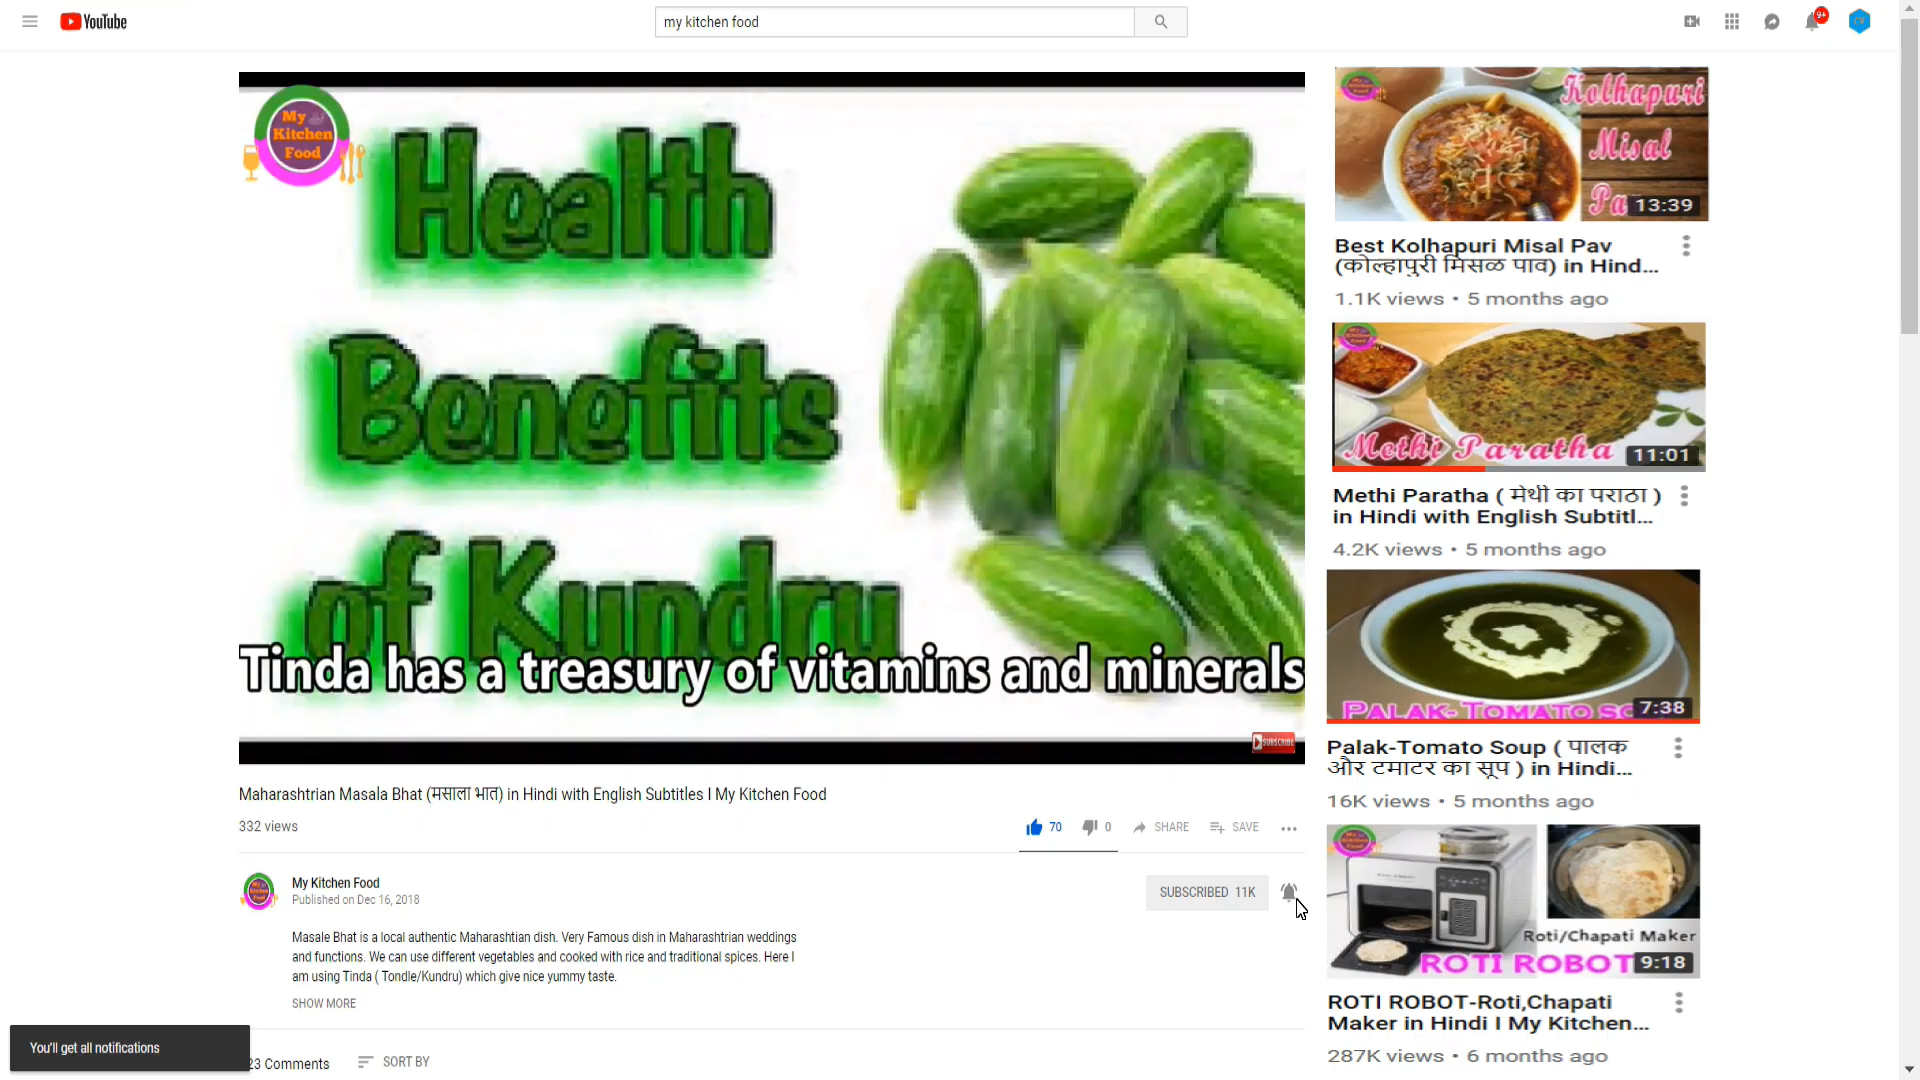 YouTube
my kitchen food
9+
CV
My
Kitchen
Food
Health
Benefits
of Kundru
Tinda has a treasury of vitamins and minerals
SUBSCRIBE
Maharashtrian Masala Bhat (मसाला भात) in Hindi with English Subtitles I My Kitchen Food
332 views
70
0
SHARE
SAVE
My Kitchen Food
Published on Dec 16, 2018
SUBSCRIBED 11K
Masale Bhat is a local authentic Maharashtian dish. Very Famous dish in Maharashtrian weddings
and functions. We can use different vegetables and cooked with rice and traditional spices. Here I
am using Tinda ( Tondle/Kundru) which give nice yummy taste.
SHOW MORE
You'll get all notifications
23 Comments
SORT BY
Kolhapuri
Misal
Pa
13:39
Best Kolhapuri Misal Pav
(कोल्हापुरी मिसळ पाव) in Hind...
1.1K views • 5 months ago
Methi Paratha
11:01
Methi Paratha ( मेथी का पराठा )
in Hindi with English Subtitl...
4.2K views • 5 months ago
PALAK-TOMATO SO
7:38
Palak-Tomato Soup ( पालक
और टमाटर का सूप ) in Hindi...
16K views • 5 months ago
Roti/Chapati Maker
ROTI ROBOT
9:18
ROTI ROBOT-Roti,Chapati
Maker in Hindi I My Kitchen...
287K views • 6 months ago